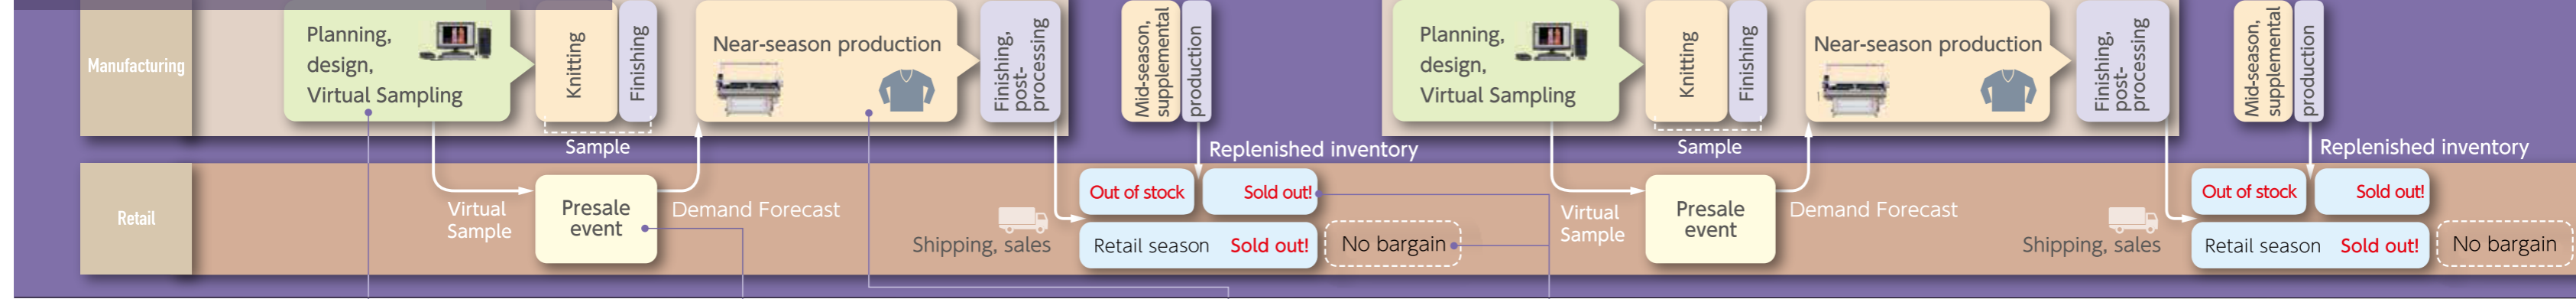 Manufacturing
Planning,
design,
Virtual Sampling
Knitting
Finishing
Sample
Near-season production
Finishing,
post-
processing
Mid-season,
supplemental
production
Replenished inventory
Planning,
design,
Virtual Sampling
Knitting
Finishing
Sample
Near-season production
Finishing,
post-
processing
Mid-season,
supplemental
production
Replenished inventory
Retail
Virtual
Sample
Presale
event
Demand Forecast
Shipping, sales
Out of stock
Sold out!
Retail season Sold out!
No bargain
Virtual
Sample
Presale
event
Demand Forecast
Shipping, sales
Out of stock
Sold out!
Retail season Sold out!
No bargain